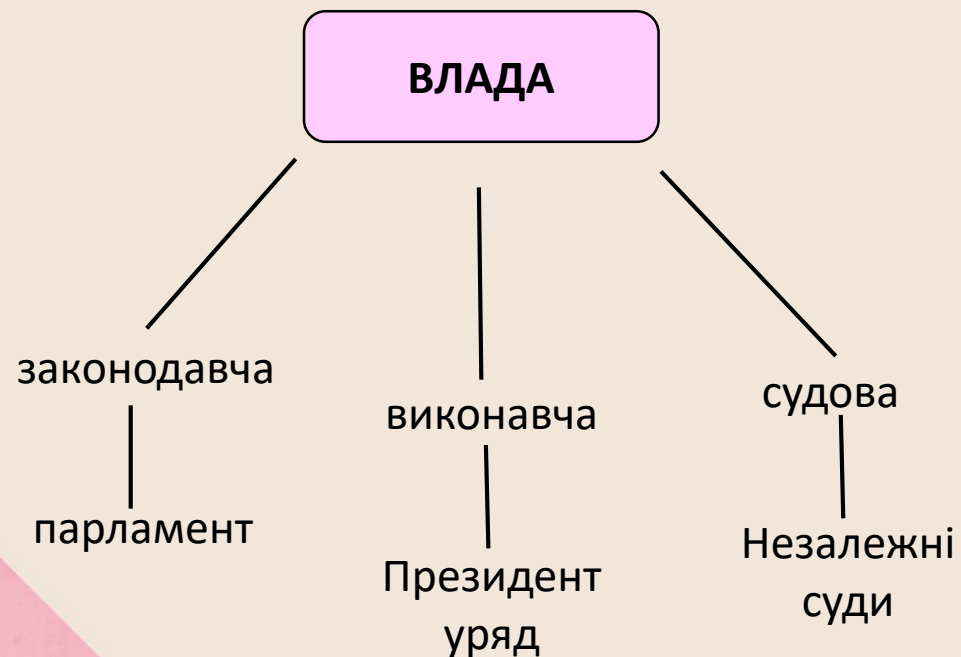 ВЛАДА
законодавча
виконавча
судова
парламент
Президент
уряд
Незалежні
суди